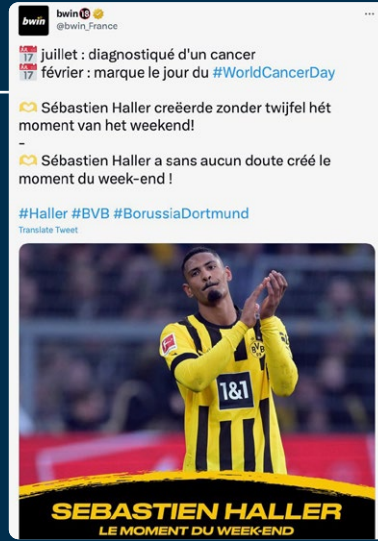 bwin
bwin🔞
@bwin_France
📅 juillet : diagnostiqué d'un cancer
📅 février : marque le jour du #WorldCancerDay
🫶 Sébastien Haller creëerde zonder twijfel hét
moment van het weekend!
-
🫶 Sébastien Haller a sans aucun doute créé le
moment du week-end !
#Haller #BVB #BorussiaDortmund
Translate Tweet
1&1
BVB
09
SEBASTIEN HALLER
LE MOMENT DU WEEK-END